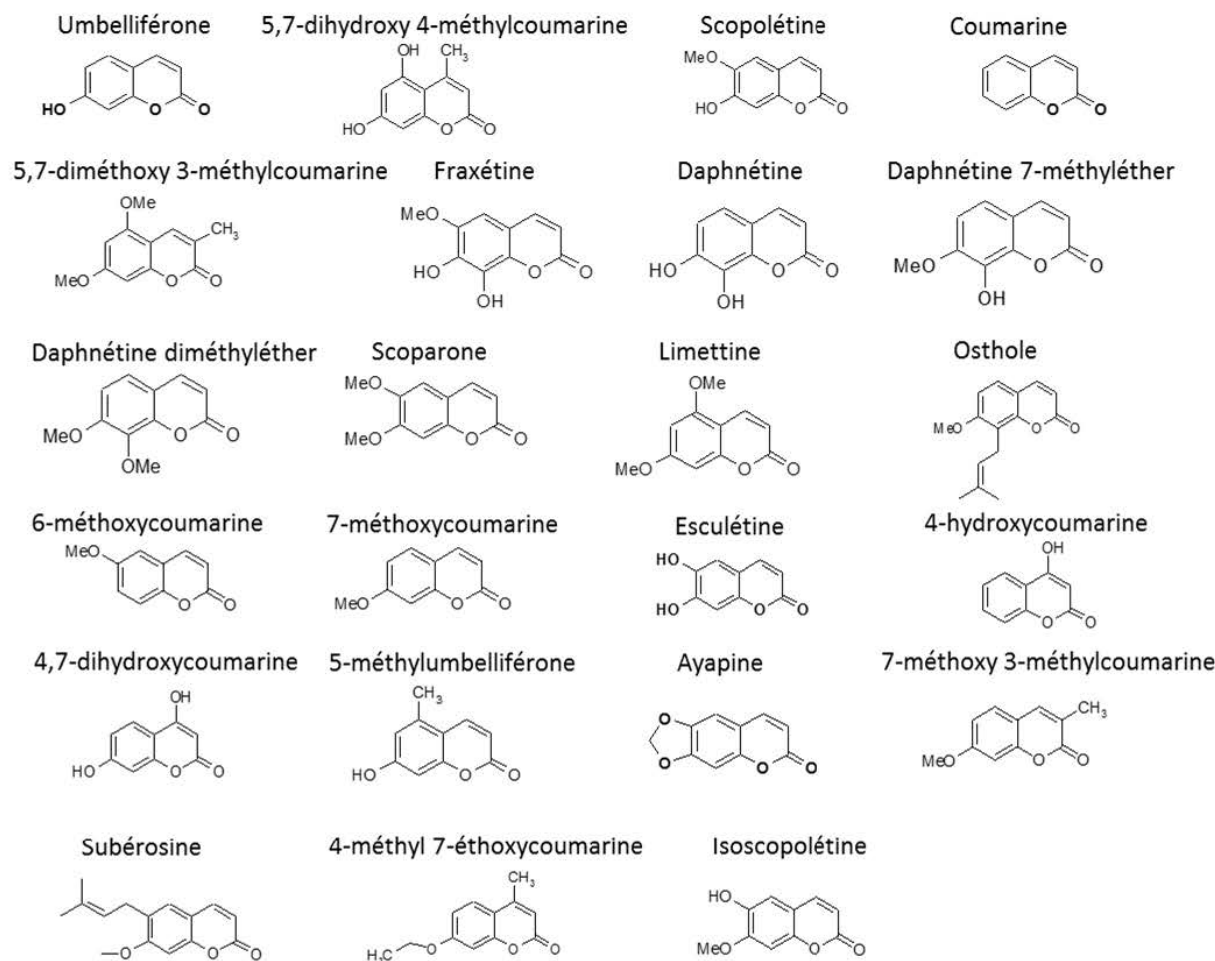 Umbelliférone
HO
O
O
5,7-dihydroxy 4-méthylcoumarine
OH
CH3
HO
O
O
Scopolétine
MeO
HO
O
O
Coumarine
O
O
5,7-diméthoxy 3-méthylcoumarine
OMe
CH3
MeO
O
O
Fraxétine
MeO
HO
O
O
OH
Daphnétine
HO
O
O
OH
Daphnétine 7-méthyléther
MeO
O
O
OH
Daphnétine diméthyléther
MeO
O
O
OMe
Scoparone
MeO
MeO
O
O
Limettine
OMe
MeO
O
O
Osthole
MeO
O
O
6-méthoxycoumarine
MeO
O
O
7-méthoxycoumarine
MeO
O
O
Esculétine
HO
HO
O
O
4-hydroxycoumarine
OH
O
O
4,7-dihydroxycoumarine
OH
HO
O
O
5-méthylumbelliférone
CH3
HO
O
O
Ayapine
O
O
O
O
7-méthoxy 3-méthylcoumarine
CH3
MeO
O
O
Subérosine
O
O
O
4-méthyl 7-éthoxycoumarine
CH3
H3C
O
O
O
Isoscopolétine
HO
MeO
O
O